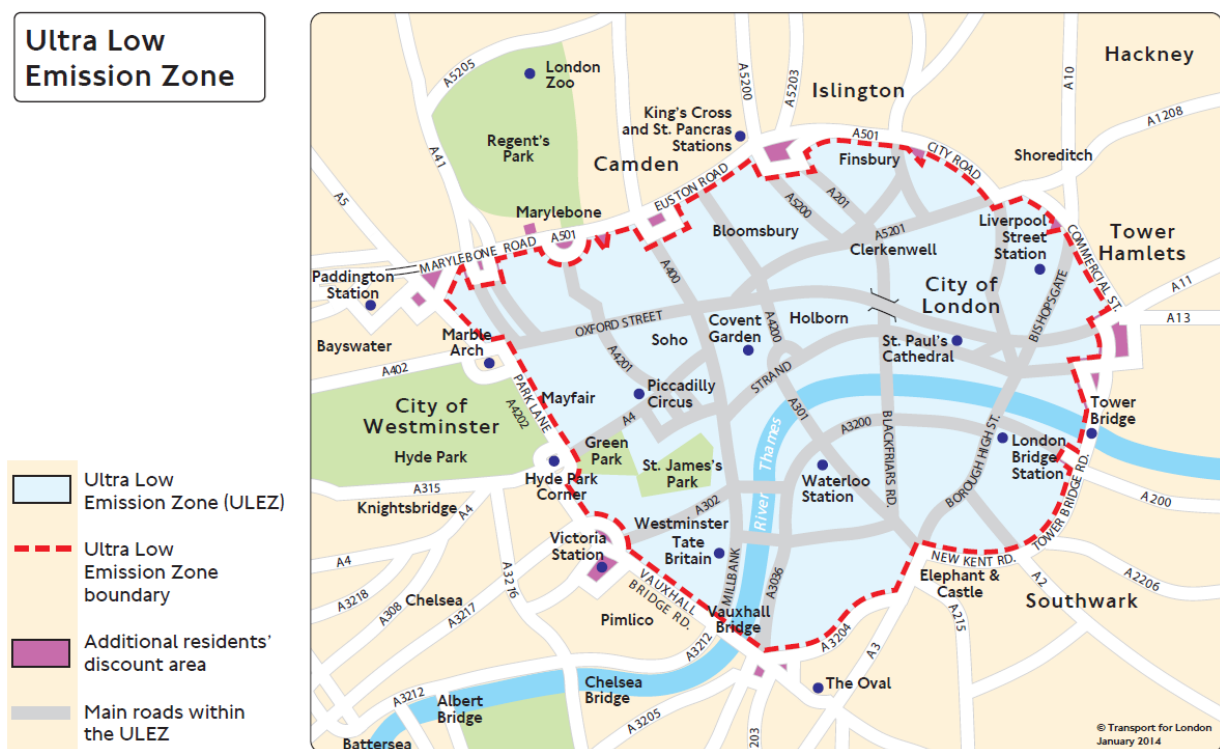 Ultra Low
Emission Zone
Ultra Low
Emission Zone (ULEZ)
Ultra Low
Emission Zone
boundary
Additional residents'
discount area
Main roads within
the ULEZ
Hackney
A10
A1208
Islington
A5200
A5203
A5205
London
Zoo
King's Cross
and St. Pancras
Stations
A501
Finsbury
CITY ROAD
Shoreditch
Regent's
Park
Camden
A41
EUSTON ROAD
A201
A5200
A5
Marylebone
A501
Bloomsbury
A5201
Clerkenwell
Liverpool
Street
Station
COMMERCIAL ST.
Tower
Hamlets
MARYLEBONE ROAD
Paddington
Station
A400
City of
London
BISHOPSGATE
A11
A13
OXFORD STREET
Covent
Garden
A4200
Holborn
Soho
St. Paul's
Cathedral
Bayswater
Marble
Arch
A402
A4201
STRAND
PARK LANE
A4202
Mayfair
Piccadilly
Circus
A4
A301
City of
Westminster
Hyde Park
A3200
BLACKFRIARS RD.
Tower
Bridge
Green
Park
River Thames
London
Bridge
Station
BOROUGH HIGH ST.
St. James's
Park
Waterloo
Station
Hyde Park
Corner
A315
Knightsbridge
A4
A302
A200
TOWER BRIDGE RD.
Westminster
Tate
Britain
Victoria
Station
A4
MILLBANK
A3036
NEW KENT RD.
A2
A2206
A3218
A308
A3217
A3276
Chelsea
VAUXHALL
BRIDGE RD.
Elephant &
Castle
Southwark
Pimlico
Vauxhall
Bridge
A3212
A3204
A3
A215
Chelsea
Bridge
The Oval
A3212
Albert
Bridge
A3205
203
Battersea
© Transport for London
January 2014